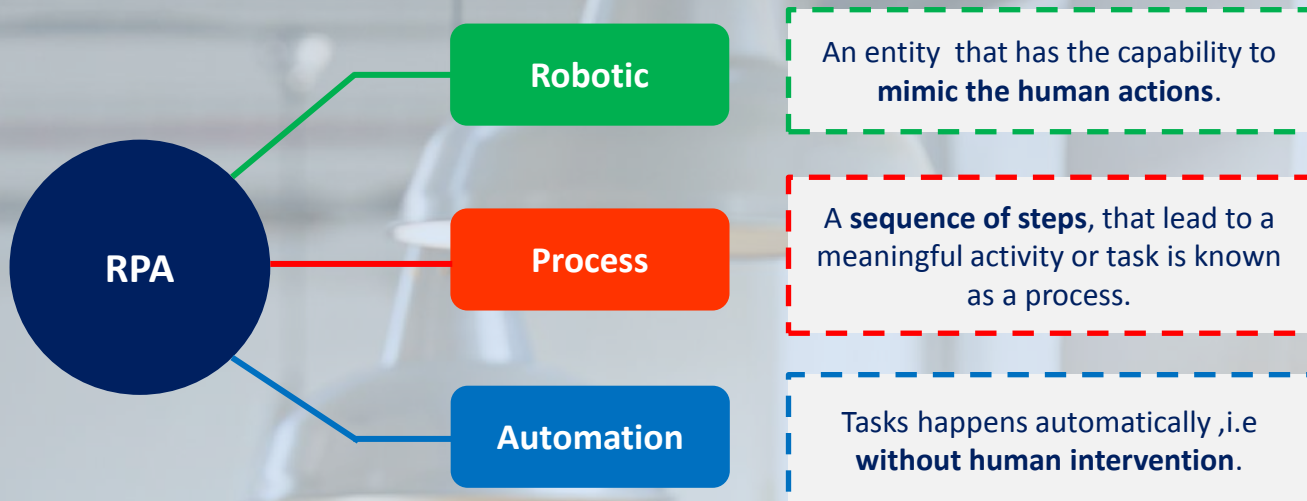 RPA
Robotic
An entity  that has the capability to
mimic the human actions.
Process
A sequence of steps, that lead to a
meaningful activity or task is known
as a process.
Automation
Tasks happens automatically ,i.e
without human intervention.